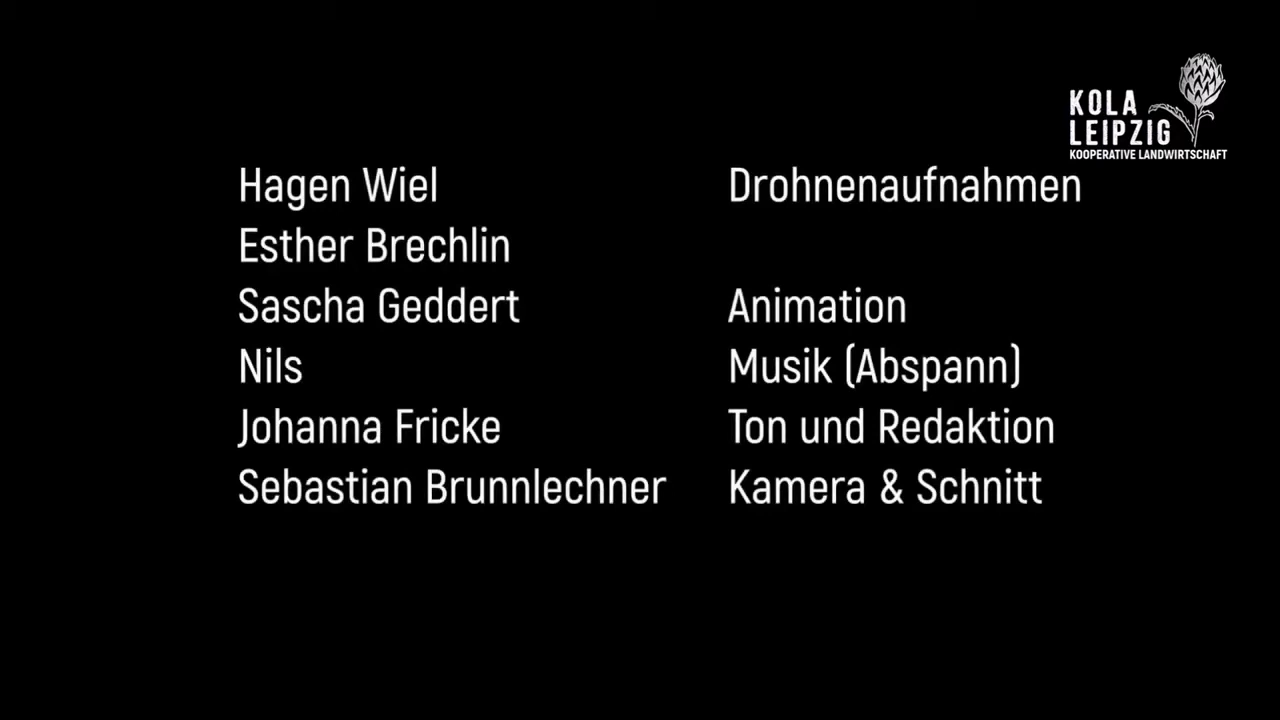 KOLA
LEIPZIG
KOOPERATIVE LANDWIRTSCHAFT
Hagen Wiel Drohnenaufnahmen
Esther Brechlin
Sascha Geddert Animation
Nils Musik (Abspann)
Johanna Fricke Ton und Redaktion
Sebastian Brunnlechner Kamera & Schnitt